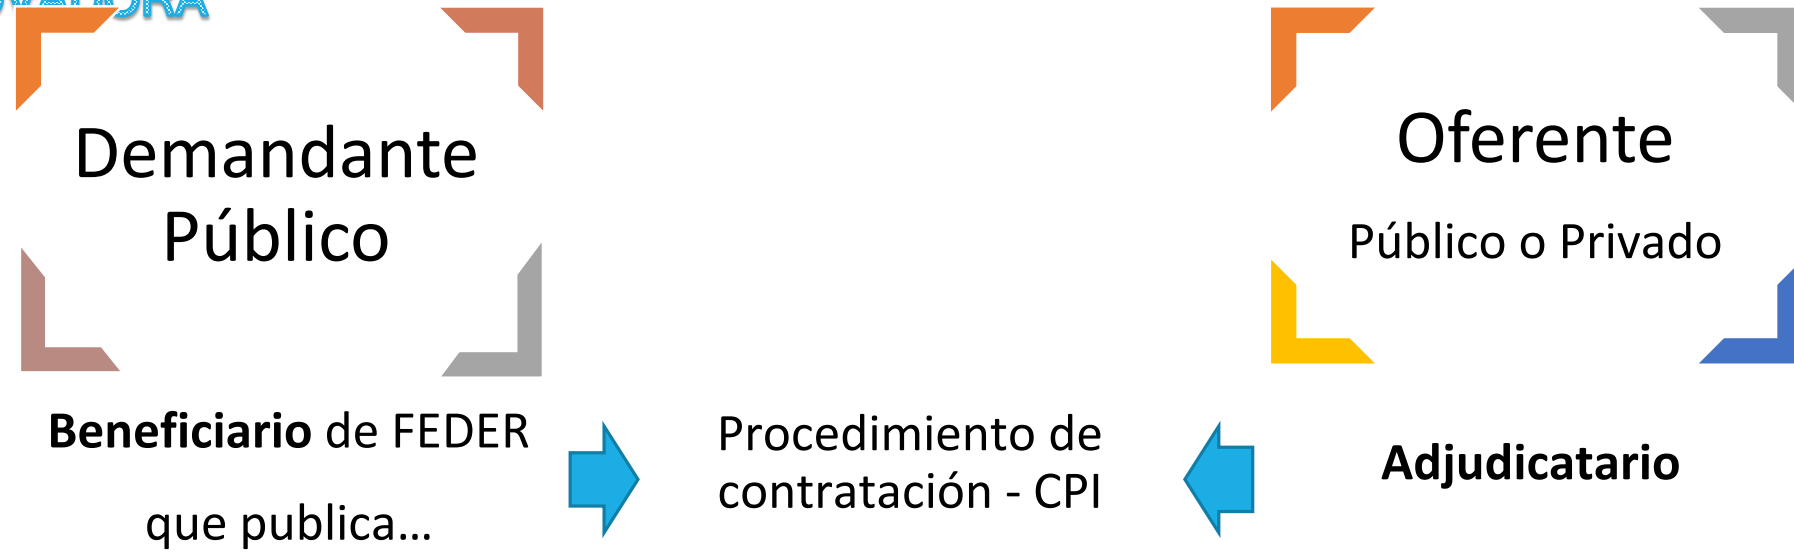 Demandante
Público
Beneficiario de FEDER
que publica...
Procedimiento de
contratación - CPI
Oferente
Público o Privado
Adjudicatario